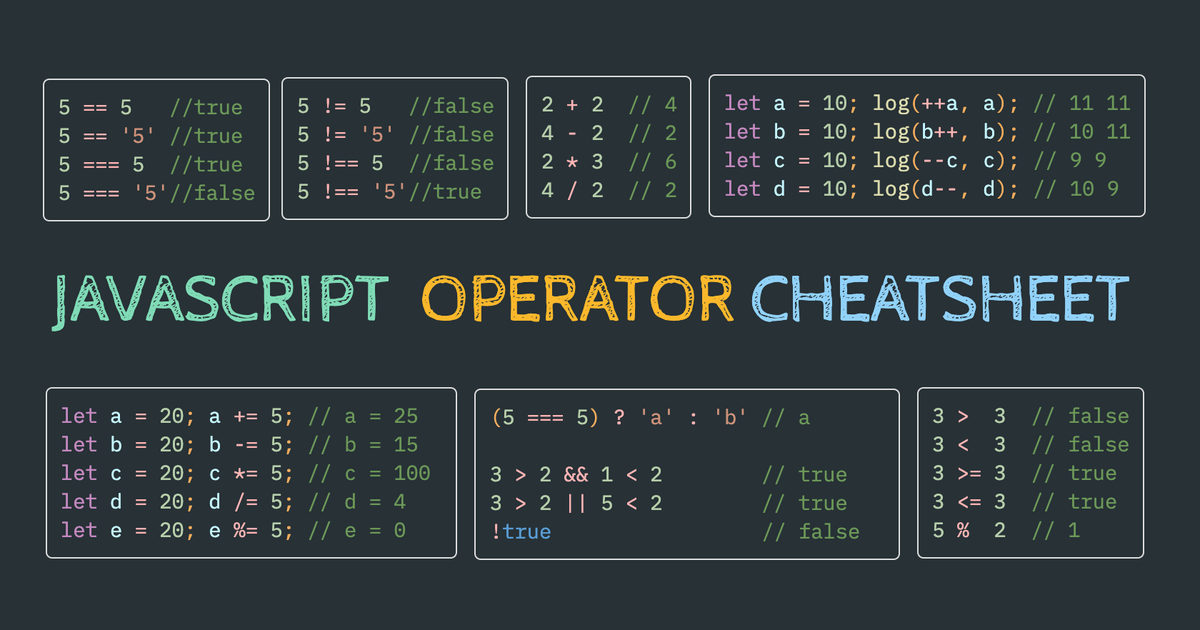 5 == 5   //true
5 == '5' //true
5 === 5  //true
5 === '5'//false
5 != 5   //false
5 != '5' //false
5 !== 5  //false
5 !== '5'//true
2 + 2  // 4
4 - 2  // 2
2 * 3  // 6
4 / 2  // 2
let a = 10; log(++a, a); // 11 11
let b = 10; log(b++, b); // 10 11
let c = 10; log(--c, c); // 9 9
let d = 10; log(d--, d); // 10 9
JAVASCRIPT OPERATOR CHEATSHEET
let a = 20; a += 5; // a = 25
let b = 20; b -= 5; // b = 15
let c = 20; c *= 5; // c = 100
let d = 20; d /= 5; // d = 4
let e = 20; e %= 5; // e = 0
(5 === 5) ? 'a' : 'b' // a
3 > 2 && 1 < 2        // true
3 > 2 || 5 < 2        // true
!true                 // false
3 >  3  // false
3 <  3  // false
3 >= 3  // true
3 <= 3  // true
5 %  2  // 1